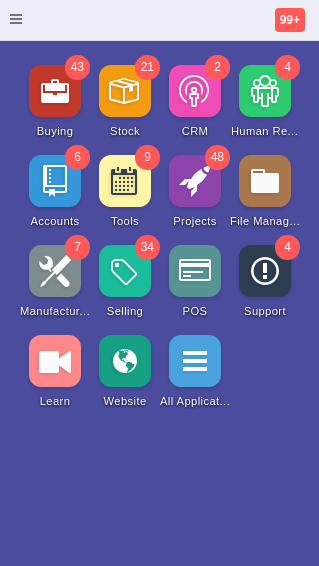 99+
43 21 2 4
Buying Stock CRM Human Re...
6 9 48
Accounts Tools Projects File Manag...
7 34 4
Manufactur... Selling POS Support
Learn Website All Applicat...